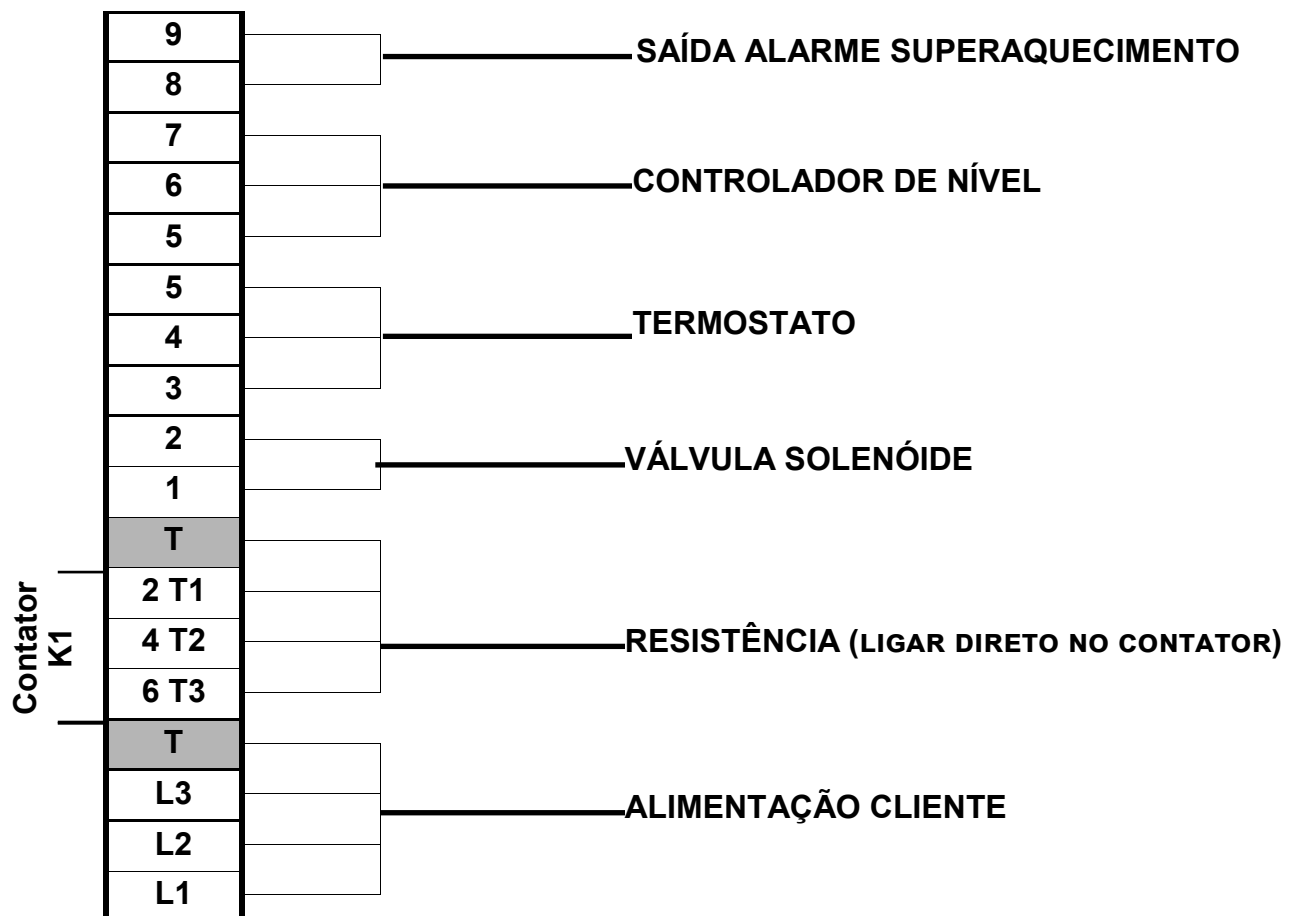 9
SAÍDA ALARME SUPERAQUECIMENTO
8
7
6
CONTROLADOR DE NÍVEL
5
5
TERMOSTATO
4
3
2
VÁLVULA SOLENÓIDE
1
T
Contator
K1
2 T1
4 T2
RESISTÊNCIA (LIGAR DIRETO NO CONTATOR)
6 T3
T
L3
ALIMENTAÇÃO CLIENTE
L2
L1